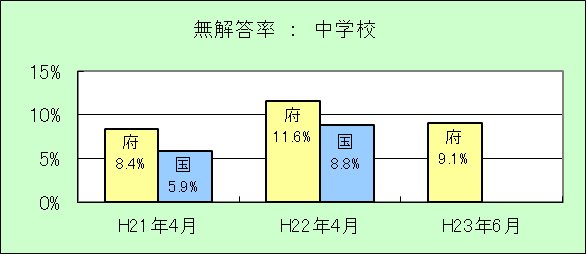 無解答率 ： 中学校
15%
10%
5%
0%
府
8.4%
国
5.9%
府
11.6%
国
8.8%
府
9.1%
H21年4月
H22年4月
H23年6月